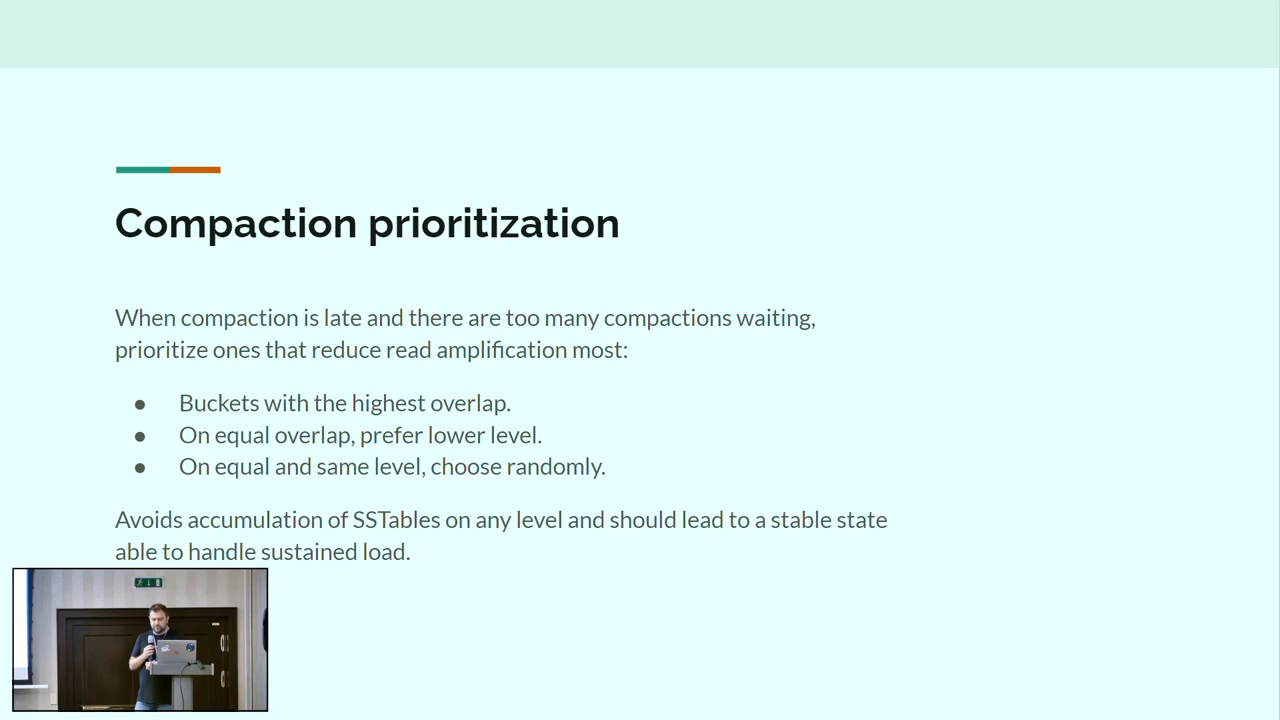 Compaction prioritization
When compaction is late and there are too many compactions waiting,
prioritize ones that reduce read amplification most:
● Buckets with the highest overlap.
● On equal overlap, prefer lower level.
● On equal and same level, choose randomly.
Avoids accumulation of SSTables on any level and should lead to a stable state
able to handle sustained load.